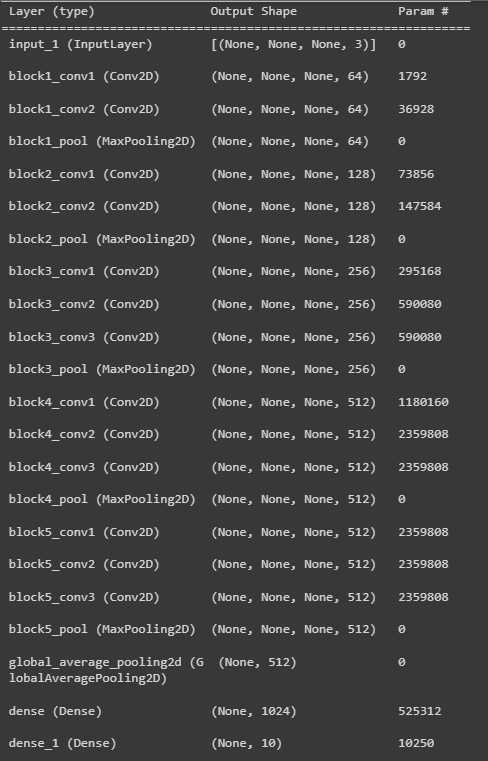 Layer (type) Output Shape Param #
=================================================================
input_1 (InputLayer) [(None, None, None, 3)] 0
block1_conv1 (Conv2D) (None, None, None, 64) 1792
block1_conv2 (Conv2D) (None, None, None, 64) 36928
block1_pool (MaxPooling2D) (None, None, None, 64) 0
block2_conv1 (Conv2D) (None, None, None, 128) 73856
block2_conv2 (Conv2D) (None, None, None, 128) 147584
block2_pool (MaxPooling2D) (None, None, None, 128) 0
block3_conv1 (Conv2D) (None, None, None, 256) 295168
block3_conv2 (Conv2D) (None, None, None, 256) 590080
block3_conv3 (Conv2D) (None, None, None, 256) 590080
block3_pool (MaxPooling2D) (None, None, None, 256) 0
block4_conv1 (Conv2D) (None, None, None, 512) 1180160
block4_conv2 (Conv2D) (None, None, None, 512) 2359808
block4_conv3 (Conv2D) (None, None, None, 512) 2359808
block4_pool (MaxPooling2D) (None, None, None, 512) 0
block5_conv1 (Conv2D) (None, None, None, 512) 2359808
block5_conv2 (Conv2D) (None, None, None, 512) 2359808
block5_conv3 (Conv2D) (None, None, None, 512) 2359808
block5_pool (MaxPooling2D) (None, None, None, 512) 0
global_average_pooling2d (G (None, 512) 0
lobalAveragePooling2D)
dense (Dense) (None, 1024) 525312
dense_1 (Dense) (None, 10) 10250